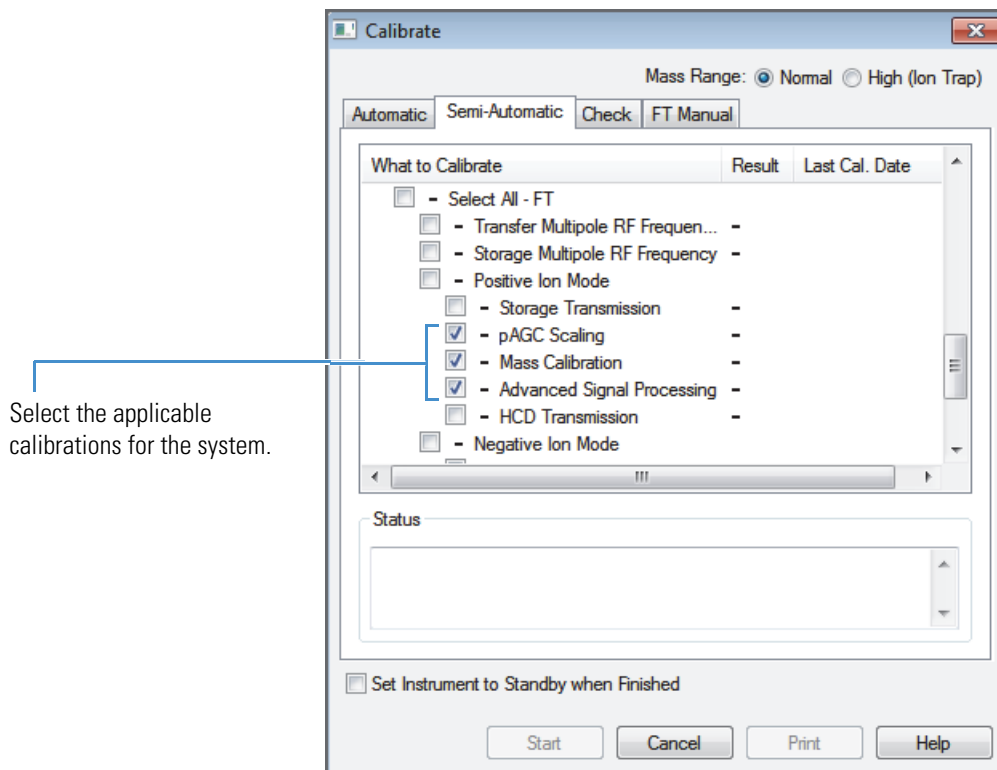 Calibrate
Mass Range: Normal High (Ion Trap)
Automatic Semi-Automatic Check FT Manual
What to Calibrate Result Last Cal. Date
- Select All - FT
- Transfer Multipole RF Frequen... -
- Storage Multipole RF Frequency -
- Positive Ion Mode
- Storage Transmission -
- pAGC Scaling -
- Mass Calibration -
- Advanced Signal Processing -
- HCD Transmission -
- Negative Ion Mode
Select the applicable
calibrations for the system.
Status
Set Instrument to Standby when Finished
Start Cancel Print Help